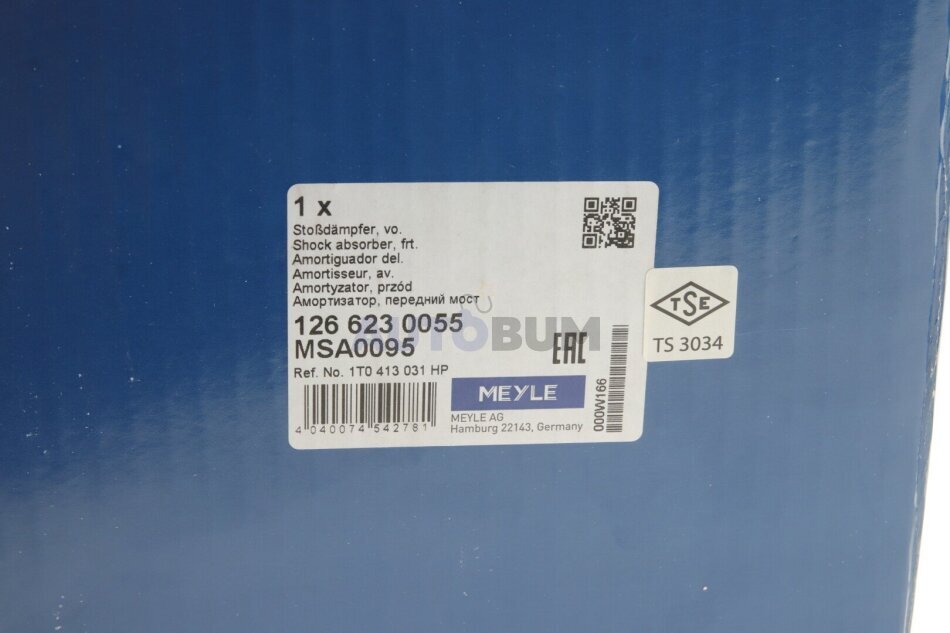 1 x
Stoßdämpfer, vo.
Shock absorber, frt.
Amortiguador del.
Amortisseur, av.
Amortyzator, przód
Амортизатор, передний мост
126 623 0055
MSA0095
AUTOBUM
EAC
Ref. No. 1T0 413 031 HP
MEYLE
MEYLE AG
Hamburg 22143, Germany
4 040074 542781
000W166
TSE
TS 3034